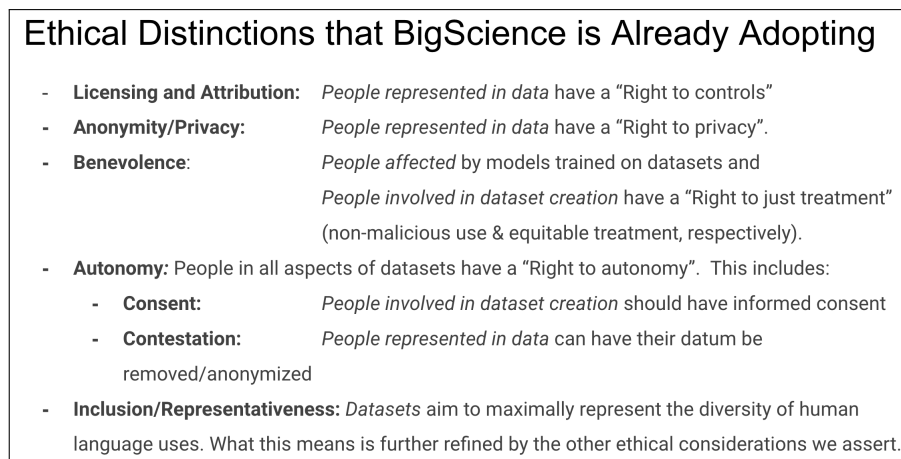 Ethical Distinctions that BigScience is Already Adopting
- Licensing and Attribution: People represented in data have a “Right to controls”
- Anonymity/Privacy: People represented in data have a “Right to privacy”.
- Benevolence: People affected by models trained on datasets and
People involved in dataset creation have a “Right to just treatment”
(non-malicious use & equitable treatment, respectively).
- Autonomy: People in all aspects of datasets have a “Right to autonomy”. This includes:
- Consent: People involved in dataset creation should have informed consent
- Contestation: People represented in data can have their datum be
removed/anonymized
- Inclusion/Representativeness: Datasets aim to maximally represent the diversity of human
language uses. What this means is further refined by the other ethical considerations we assert.